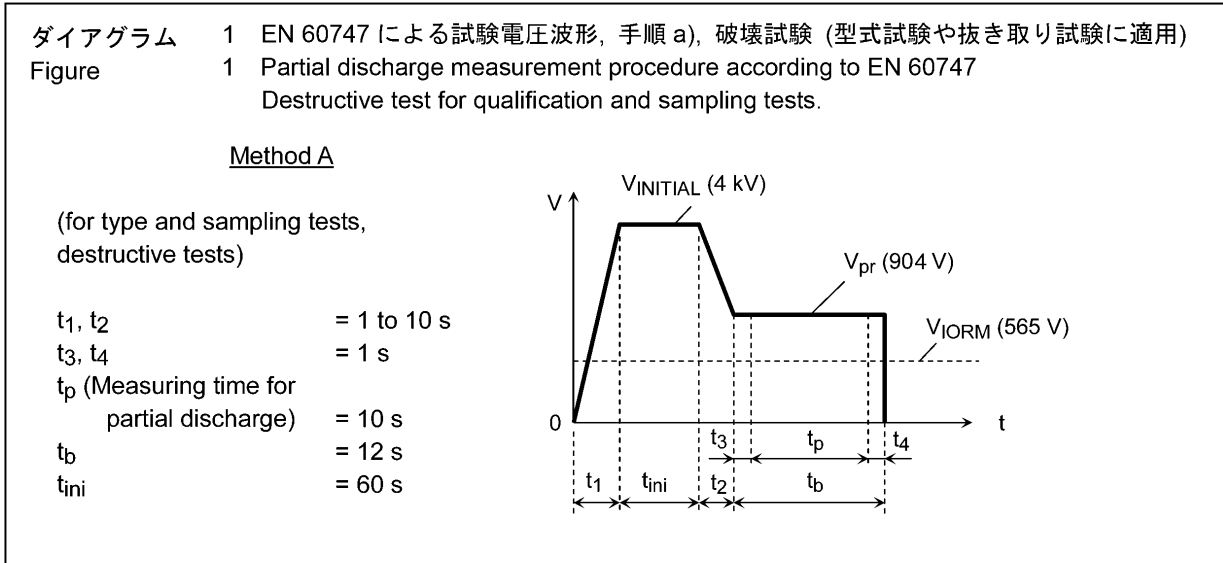 ダイアグラム 1 EN 60747 による試験電圧波形, 手順 a), 破壊試験 (型式試験や抜き取り試験に適用)
Figure 1 Partial discharge measurement procedure according to EN 60747
Destructive test for qualification and sampling tests.
Method A
(for type and sampling tests,
destructive tests)
t1, t2 = 1 to 10 s
t3, t4 = 1 s
tp (Measuring time for
partial discharge) = 10 s
tb = 12 s
tini = 60 s
V
VINITIAL (4 kV)
Vpr (904 V)
VIORM (565 V)
0
t
t3 tp t4
t1 tini t2 tb